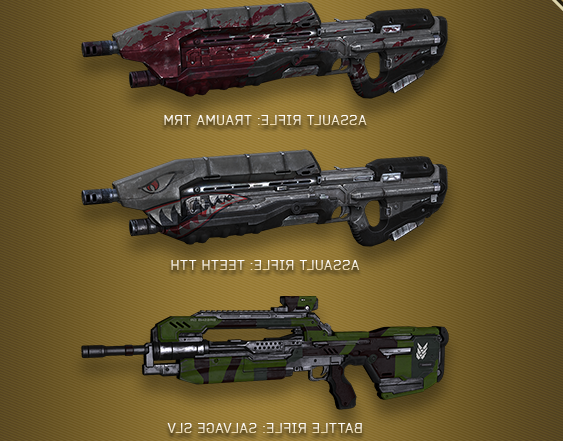 ASSAULT RIFLE: TRAUMA TRM
ASSAULT RIFLE: TEETH TTH
BATTLE RIFLE: SALVAGE SLV